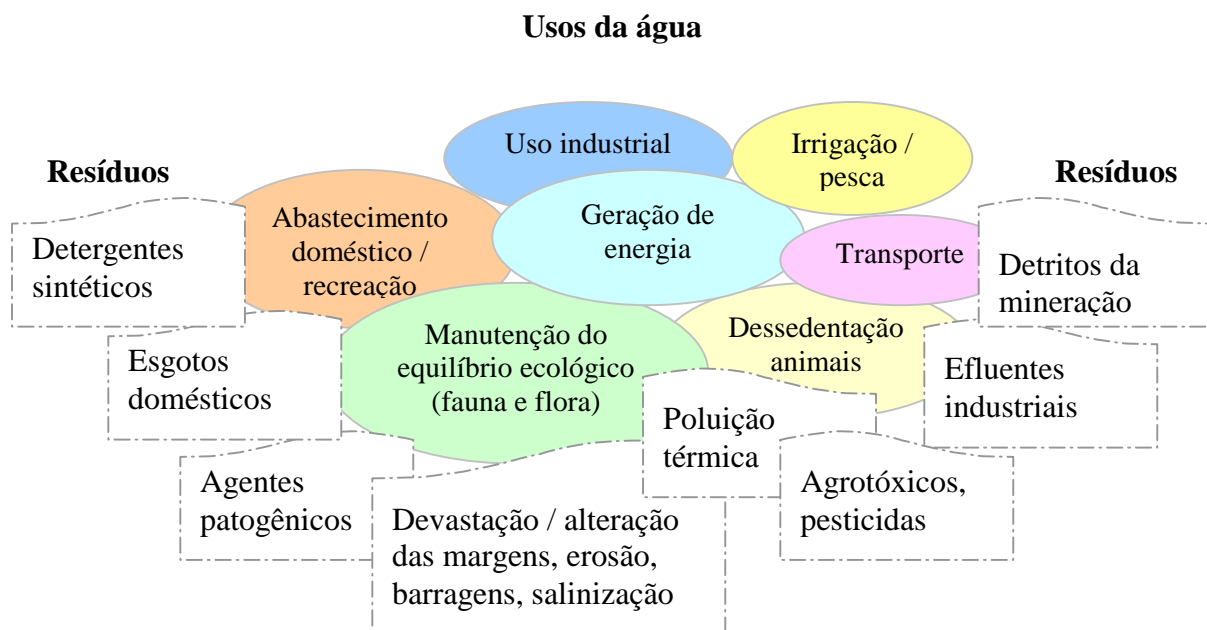 Usos da água
Uso industrial
Irrigação /
pesca
Resíduos
Resíduos
Abastecimento
doméstico /
recreação
Geração de
energia
Transporte
Detergentes
sintéticos
Detritos da
mineração
Manutenção do
equilíbrio ecológico
(fauna e flora)
Dessedentação
animais
Esgotos
domésticos
Efluentes
industriais
Poluição
térmica
Agentes
patogênicos
Agrotóxicos,
pesticidas
Devastação / alteração
das margens, erosão,
barragens, salinização